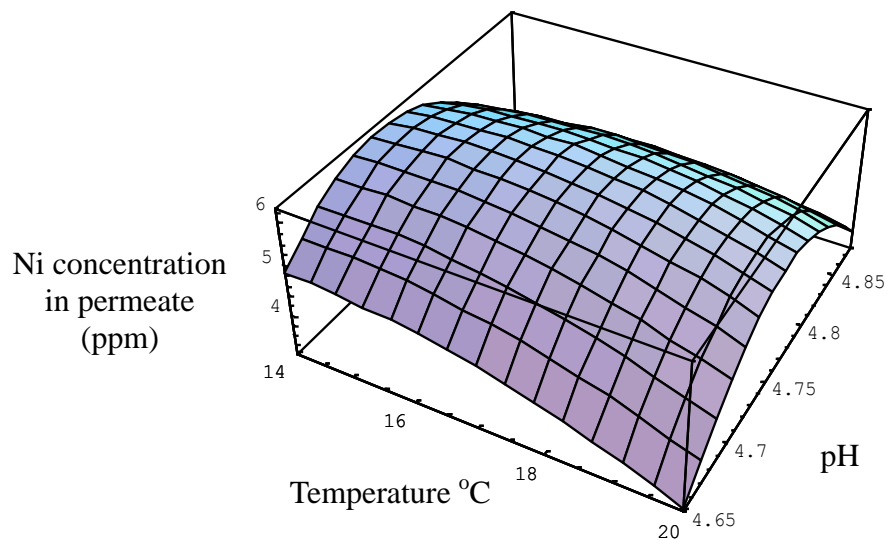 6
5
4
Ni concentration
in permeate
(ppm)
14
16
18
20
Temperature °C
4.65
4.7
4.75
4.8
4.85
pH